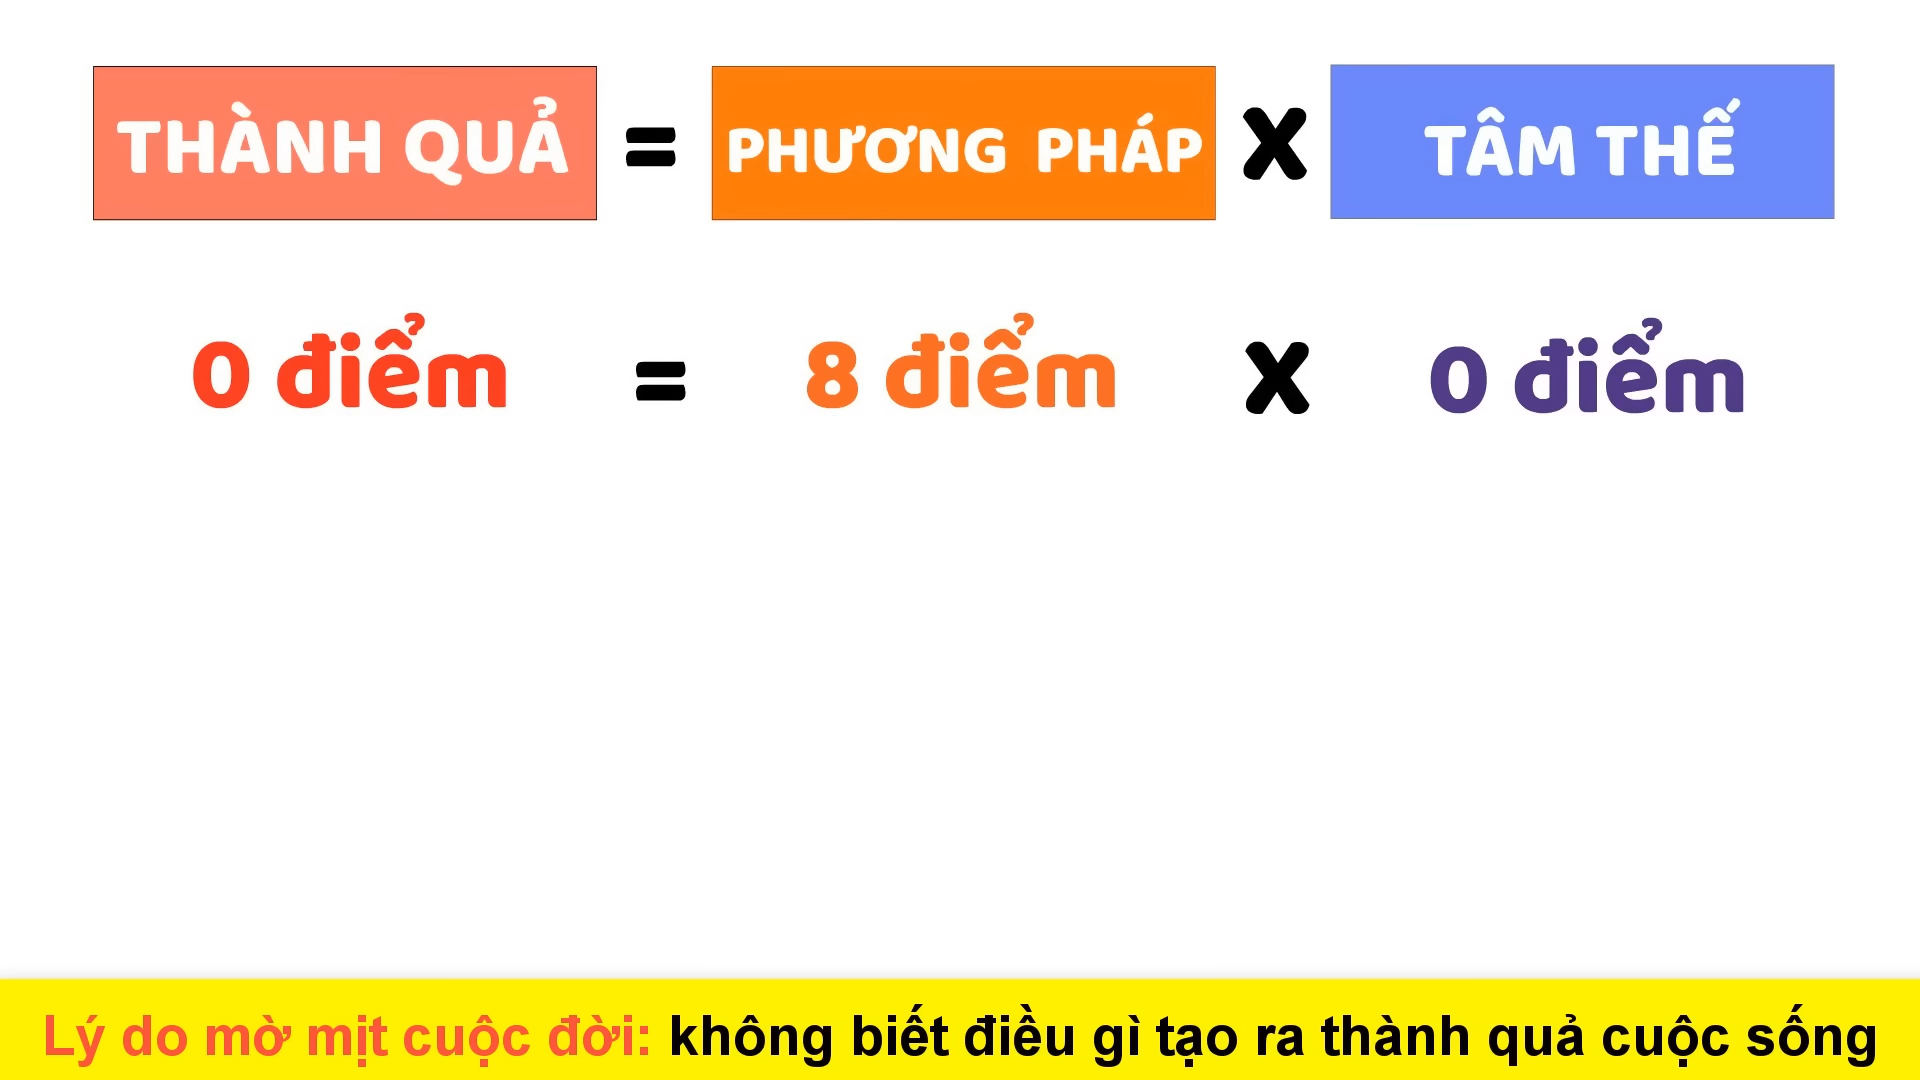 THÀNH QUẢ = PHƯƠNG PHÁP X TÂM THẾ
0 điểm = 8 điểm X 0 điểm
Lý do mờ mịt cuộc đời: không biết điều gì tạo ra thành quả cuộc sống